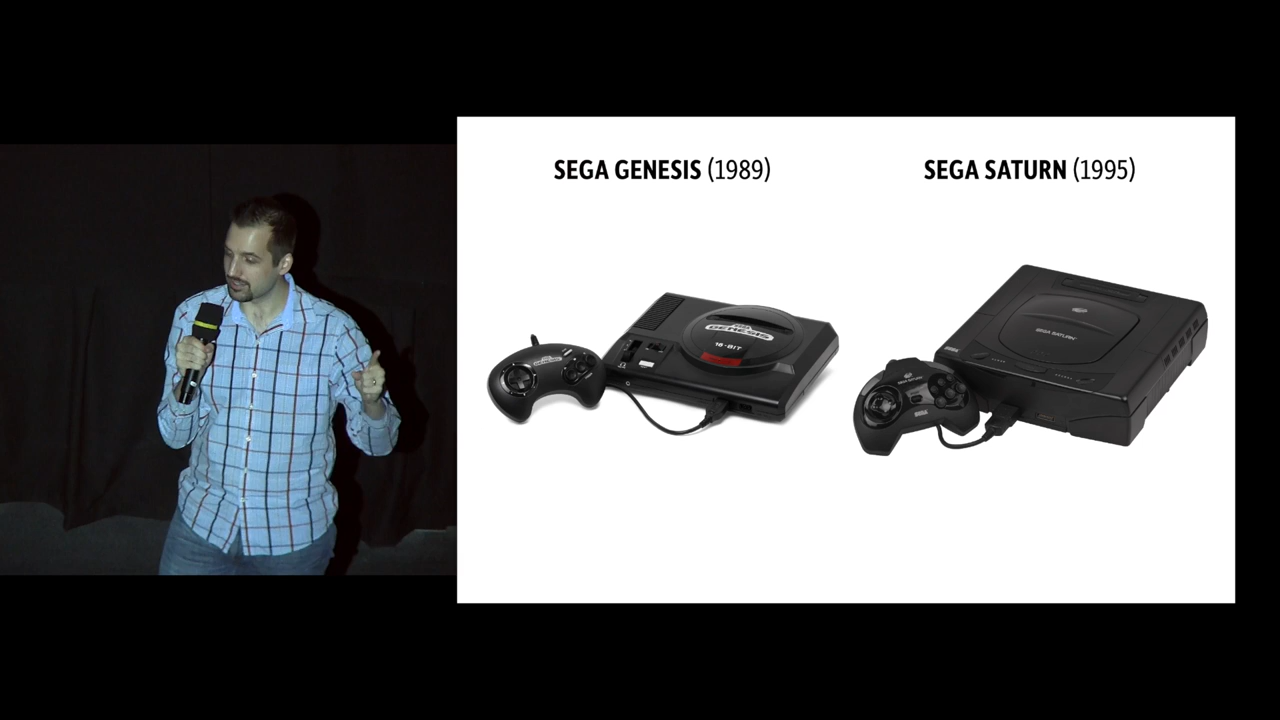 SEGA GENESIS (1989)
SEGA SATURN (1995)
GENESIS
16-BIT
SEGA SATURN
SEGA